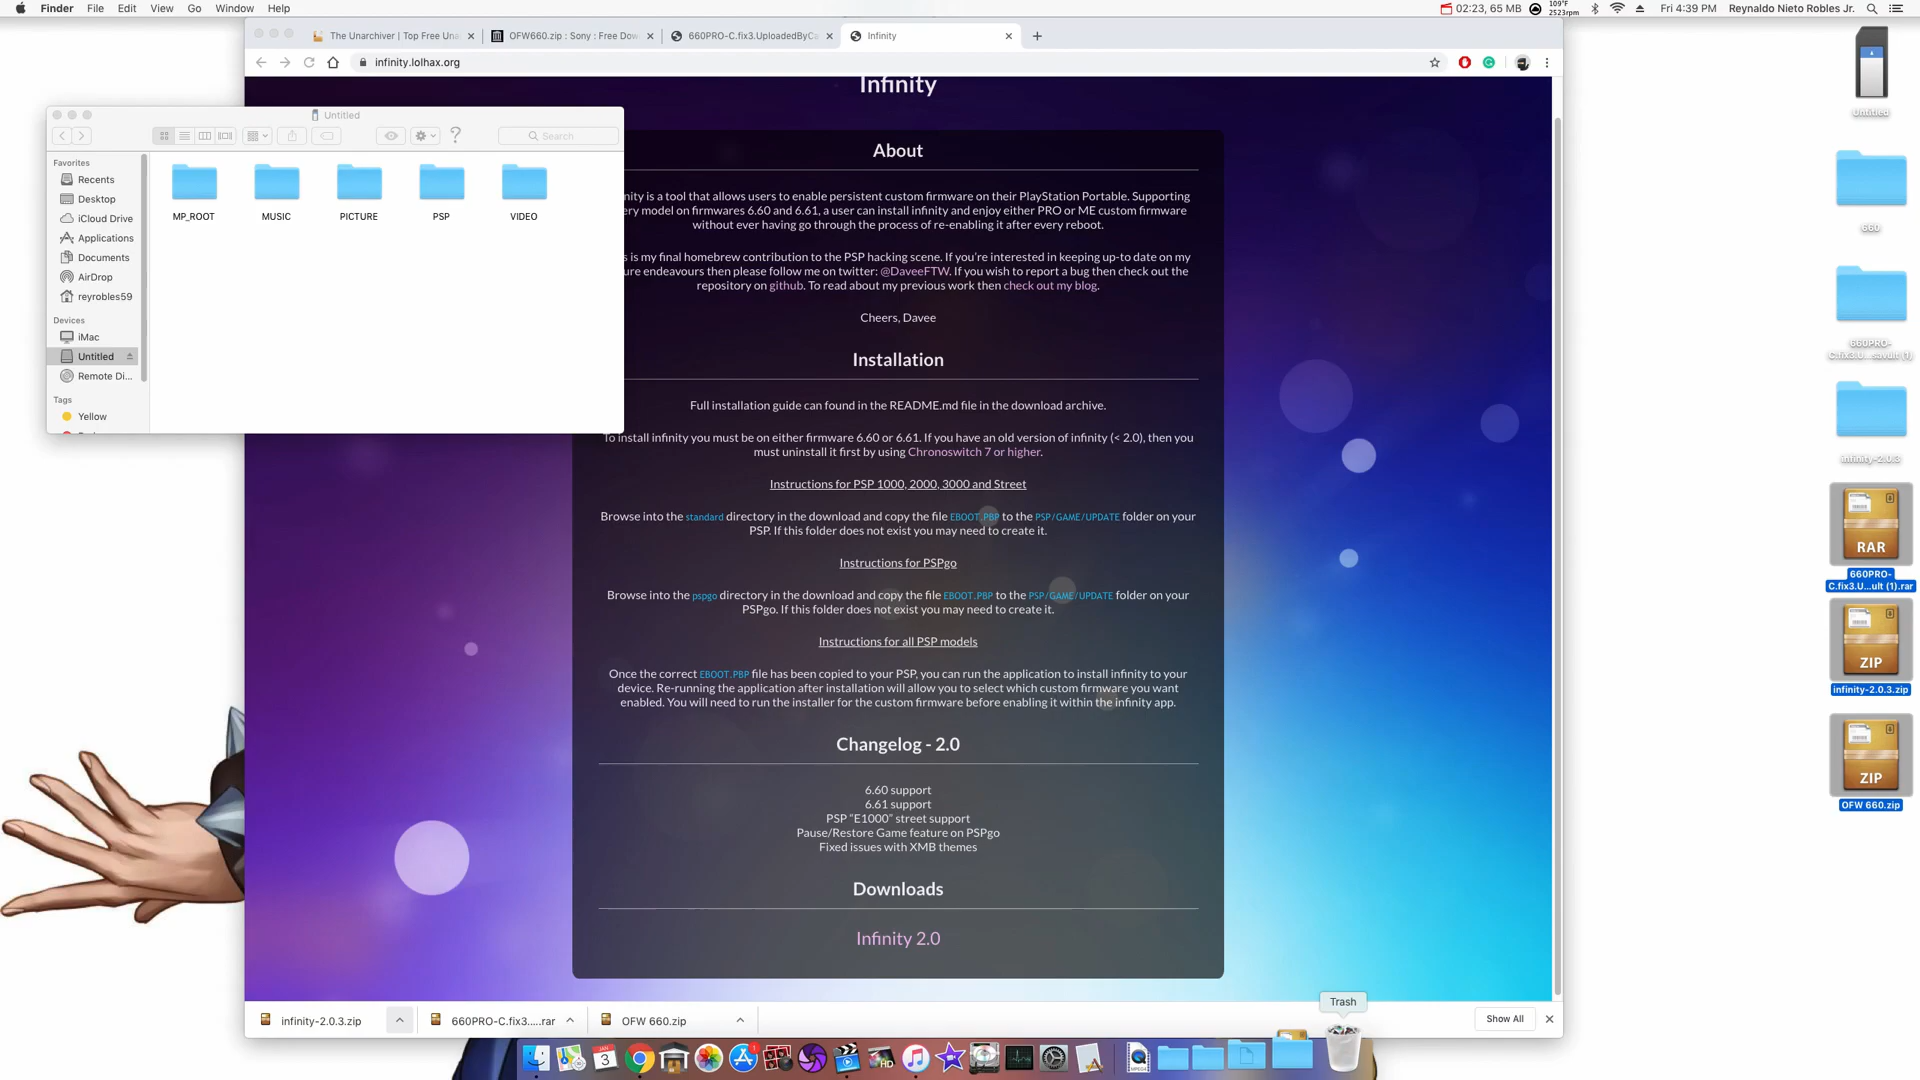 Finder File Edit View Go Window Help
02:23, 65 MB 109°F 2523rpm Fri 4:39 PM Reynaldo Nieto Robles Jr.
The Unarchiver | Top Free Una
OFW660.zip : Sony : Free Dow
660PRO-C.fix3.UploadedByCa
Infinity
infinity.lolhax.org
Infinity
About
nity is a tool that allows users to enable persistent custom firmware on their PlayStation Portable. Supporting
ery model on firmwares 6.60 and 6.61, a user can install infinity and enjoy either PRO or ME custom firmware
without ever having go through the process of re-enabling it after every reboot.
s is my final homebrew contribution to the PSP hacking scene. If you're interested in keeping up-to date on my
ure endeavours then please follow me on twitter: @DaveeFTW. If you wish to report a bug then check out the
repository on github. To read about my previous work then check out my blog.
Cheers, Davee
Installation
Full installation guide can found in the README.md file in the download archive.
To install infinity you must be on either firmware 6.60 or 6.61. If you have an old version of infinity (< 2.0), then you
must uninstall it first by using Chronoswitch 7 or higher.
Instructions for PSP 1000, 2000, 3000 and Street
Browse into the standard directory in the download and copy the file EBOOT.PBP to the PSP/GAME/UPDATE folder on your
PSP. If this folder does not exist you may need to create it.
Instructions for PSPgo
Browse into the pspgo directory in the download and copy the file EBOOT.PBP to the PSP/GAME/UPDATE folder on your
PSPgo. If this folder does not exist you may need to create it.
Instructions for all PSP models
Once the correct EBOOT.PBP file has been copied to your PSP, you can run the application to install infinity to your
device. Re-running the application after installation will allow you to select which custom firmware you want
enabled. You will need to run the installer for the custom firmware before enabling it within the infinity app.
Changelog - 2.0
6.60 support
6.61 support
PSP "E1000" street support
Pause/Restore Game feature on PSPgo
Fixed issues with XMB themes
Downloads
Infinity 2.0
Untitled
Search
Favorites
Recents
Desktop
iCloud Drive
Applications
Documents
AirDrop
reyrobles59
Devices
iMac
Untitled
Remote Di...
Tags
Yellow
MP_ROOT
MUSIC
PICTURE
PSP
VIDEO
Untitled
660
660PRO-
C.fix3.U...savult (1)
infinity-2.0.3
RAR
660PRO-
C.fix3.U...ult (1).rar
ZIP
infinity-2.0.3.zip
ZIP
OFW 660.zip
infinity-2.0.3.zip
660PRO-C.fix3.....rar
OFW 660.zip
Show All
Trash
JAN
3
1
HD
MPEG4